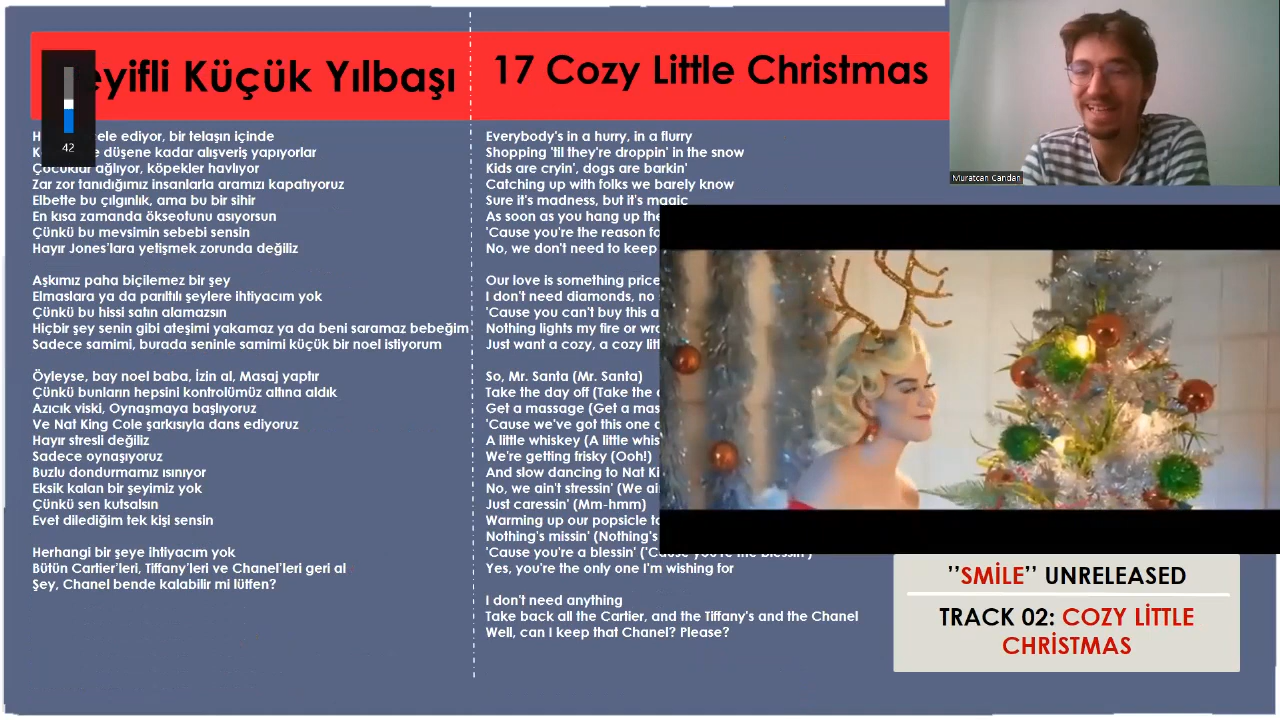 eyifli Küçük Yılbaşı
17 Cozy Little Christmas
42
ele ediyor, bir telaşın içinde
düşene kadar alışveriş yapıyorlar
Çocuklar ağlıyor, köpekler havlıyor
Zar zor tanıdığımız insanlarla aramızı kapatıyoruz
Elbette bu çılgınlık, ama bu bir sihir
En kısa zamanda ökseotunu asıyorsun
Çünkü bu mevsimin sebebi sensin
Hayır Jones'lara yetişmek zorunda değiliz
Aşkımız paha biçilemez bir şey
Elmaslara ya da parıltılı şeylere ihtiyacım yok
Çünkü bu hissi satın alamazsın
Hiçbir şey senin gibi ateşimi yakamaz ya da beni saramaz bebeğim
Sadece samimi, burada seninle samimi küçük bir noel istiyorum
Öyleyse, bay noel baba, İzin al, Masaj yaptır
Çünkü bunların hepsini kontrolümüz altına aldık
Azıcık viski, Oynaşmaya başlıyoruz
Ve Nat King Cole şarkısıyla dans ediyoruz
Hayır stresli değiliz
Sadece oynaşıyoruz
Buzlu dondurmamız ısınıyor
Eksik kalan bir şeyimiz yok
Çünkü sen kutsalsın
Evet dilediğim tek kişi sensin
Herhangi bir şeye ihtiyacım yok
Bütün Cartier'leri, Tiffany'leri ve Chanel'leri geri al
Şey, Chanel bende kalabilir mi lütfen?
Everybody's in a hurry, in a flurry
Shopping 'til they're droppin' in the snow
Kids are cryin', dogs are barkin'
Catching up with folks we barely know
Sure it's madness, but it's magic
As soon as you hang up the
'Cause you're the reason fo
No, we don't need to keep
Our love is something price
I don't need diamonds, no
'Cause you can't buy this a
Nothing lights my fire or wr
Just want a cozy, a cozy lit
So, Mr. Santa (Mr. Santa)
Take the day off (Take the
Get a massage (Get a mas
'Cause we've got this one
A little whiskey (A little whis
We're getting frisky (Ooh!)
And slow dancing to Nat Ki
No, we ain't stressin' (We ai
Just caressin' (Mm-hmm)
Warming up our popsicle to
Nothing's missin' (Nothing's
'Cause you're a blessin' ('Cause you're the blessin')
Yes, you're the only one I'm wishing for
I don't need anything
Take back all the Cartier, and the Tiffany's and the Chanel
Well, can I keep that Chanel? Please?
Muratcan Candan
’’SMİLE’’ UNRELEASED
TRACK 02: COZY LİTTLE
CHRİSTMAS